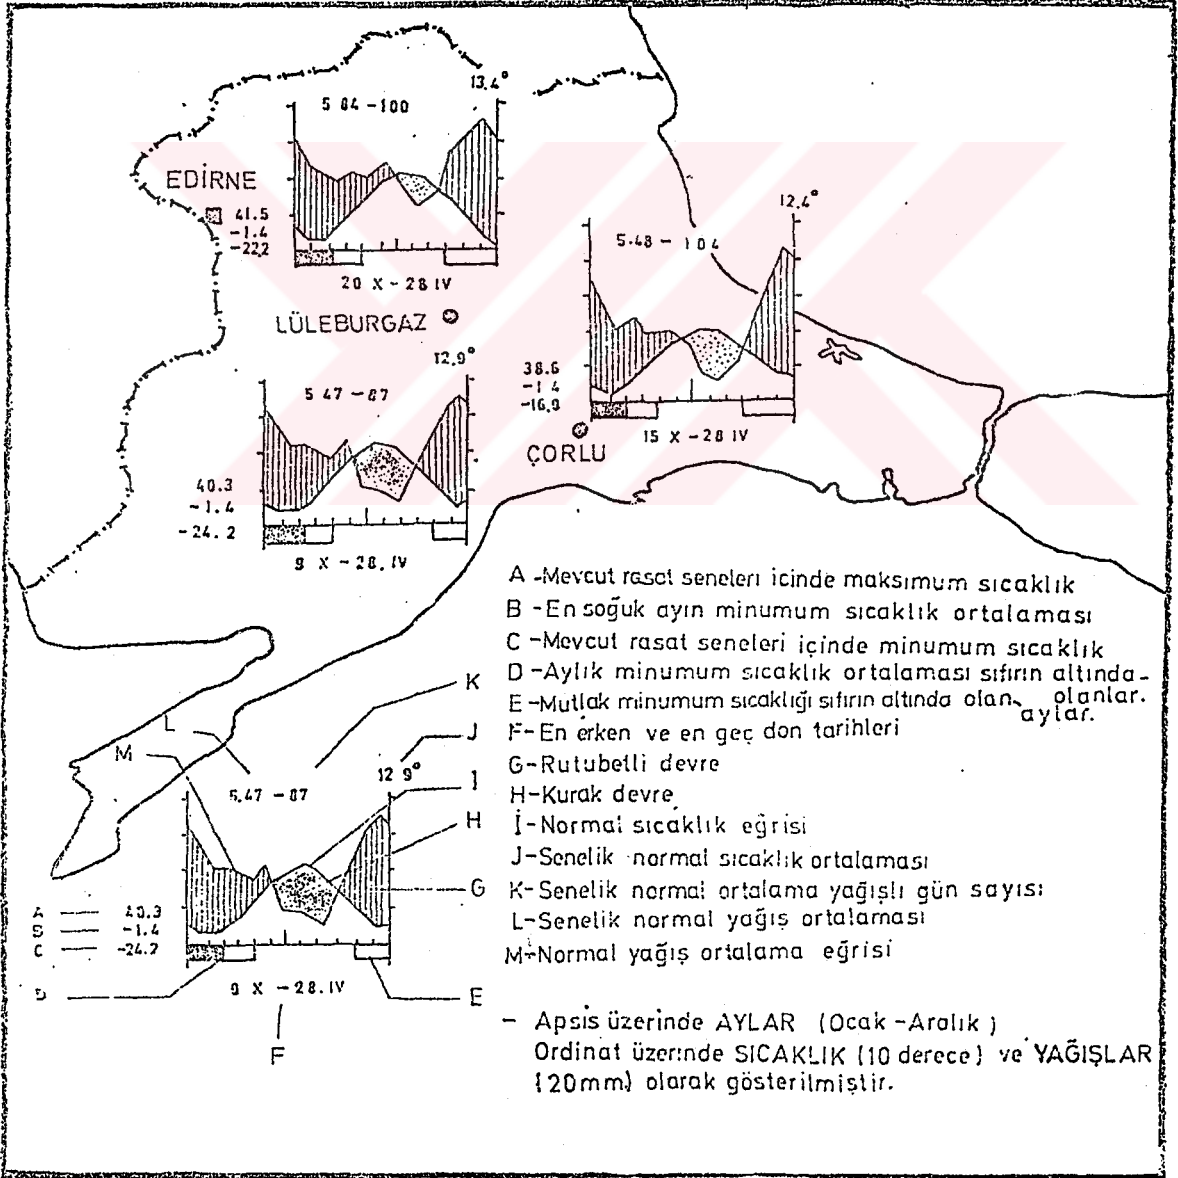 13.4°
5 84 - 100
EDİRNE
41.5
-1.4
-22.2
20 X - 28 IV
LÜLEBURGAZ
12.4°
5.48 - 104
38.6
-1 4
-16.9
15 X - 28 IV
ÇORLU
12.9°
5 47 - 87
40.3
-1.4
-24.2
9 X - 28.IV
A - Mevcut rasat seneleri icinde maksimum sıcaklık
B - En soğuk ayın minumum sıcaklık ortalaması
C - Mevcut rasat seneleri içinde minumum sıcaklık
D - Aylık minumum sıcaklık ortalaması sıfırın altında - olanlar.
E - Mutlak minumum sıcaklığı sıfırın altında olan aylar.
F - En erken ve en geç don tarihleri
G - Rutubetli devre
H - Kurak devre
İ - Normal sıcaklık eğrisi
J - Senelik normal sıcaklık ortalaması
K - Senelik normal ortalama yağışlı gün sayısı
L - Senelik normal yağış ortalaması
M - Normal yağış ortalama eğrisi
K
L
M
J
12 9°
5.47 - 87
I
H
G
A 40.3
B -1.4
C -24.2
D
9 X - 28.IV
E
F
- Apsis üzerinde AYLAR (Ocak - Aralık)
Ordinat üzerinde SICAKLIK (10 derece) ve YAĞIŞLAR
(20mm) olarak gösterilmiştir.